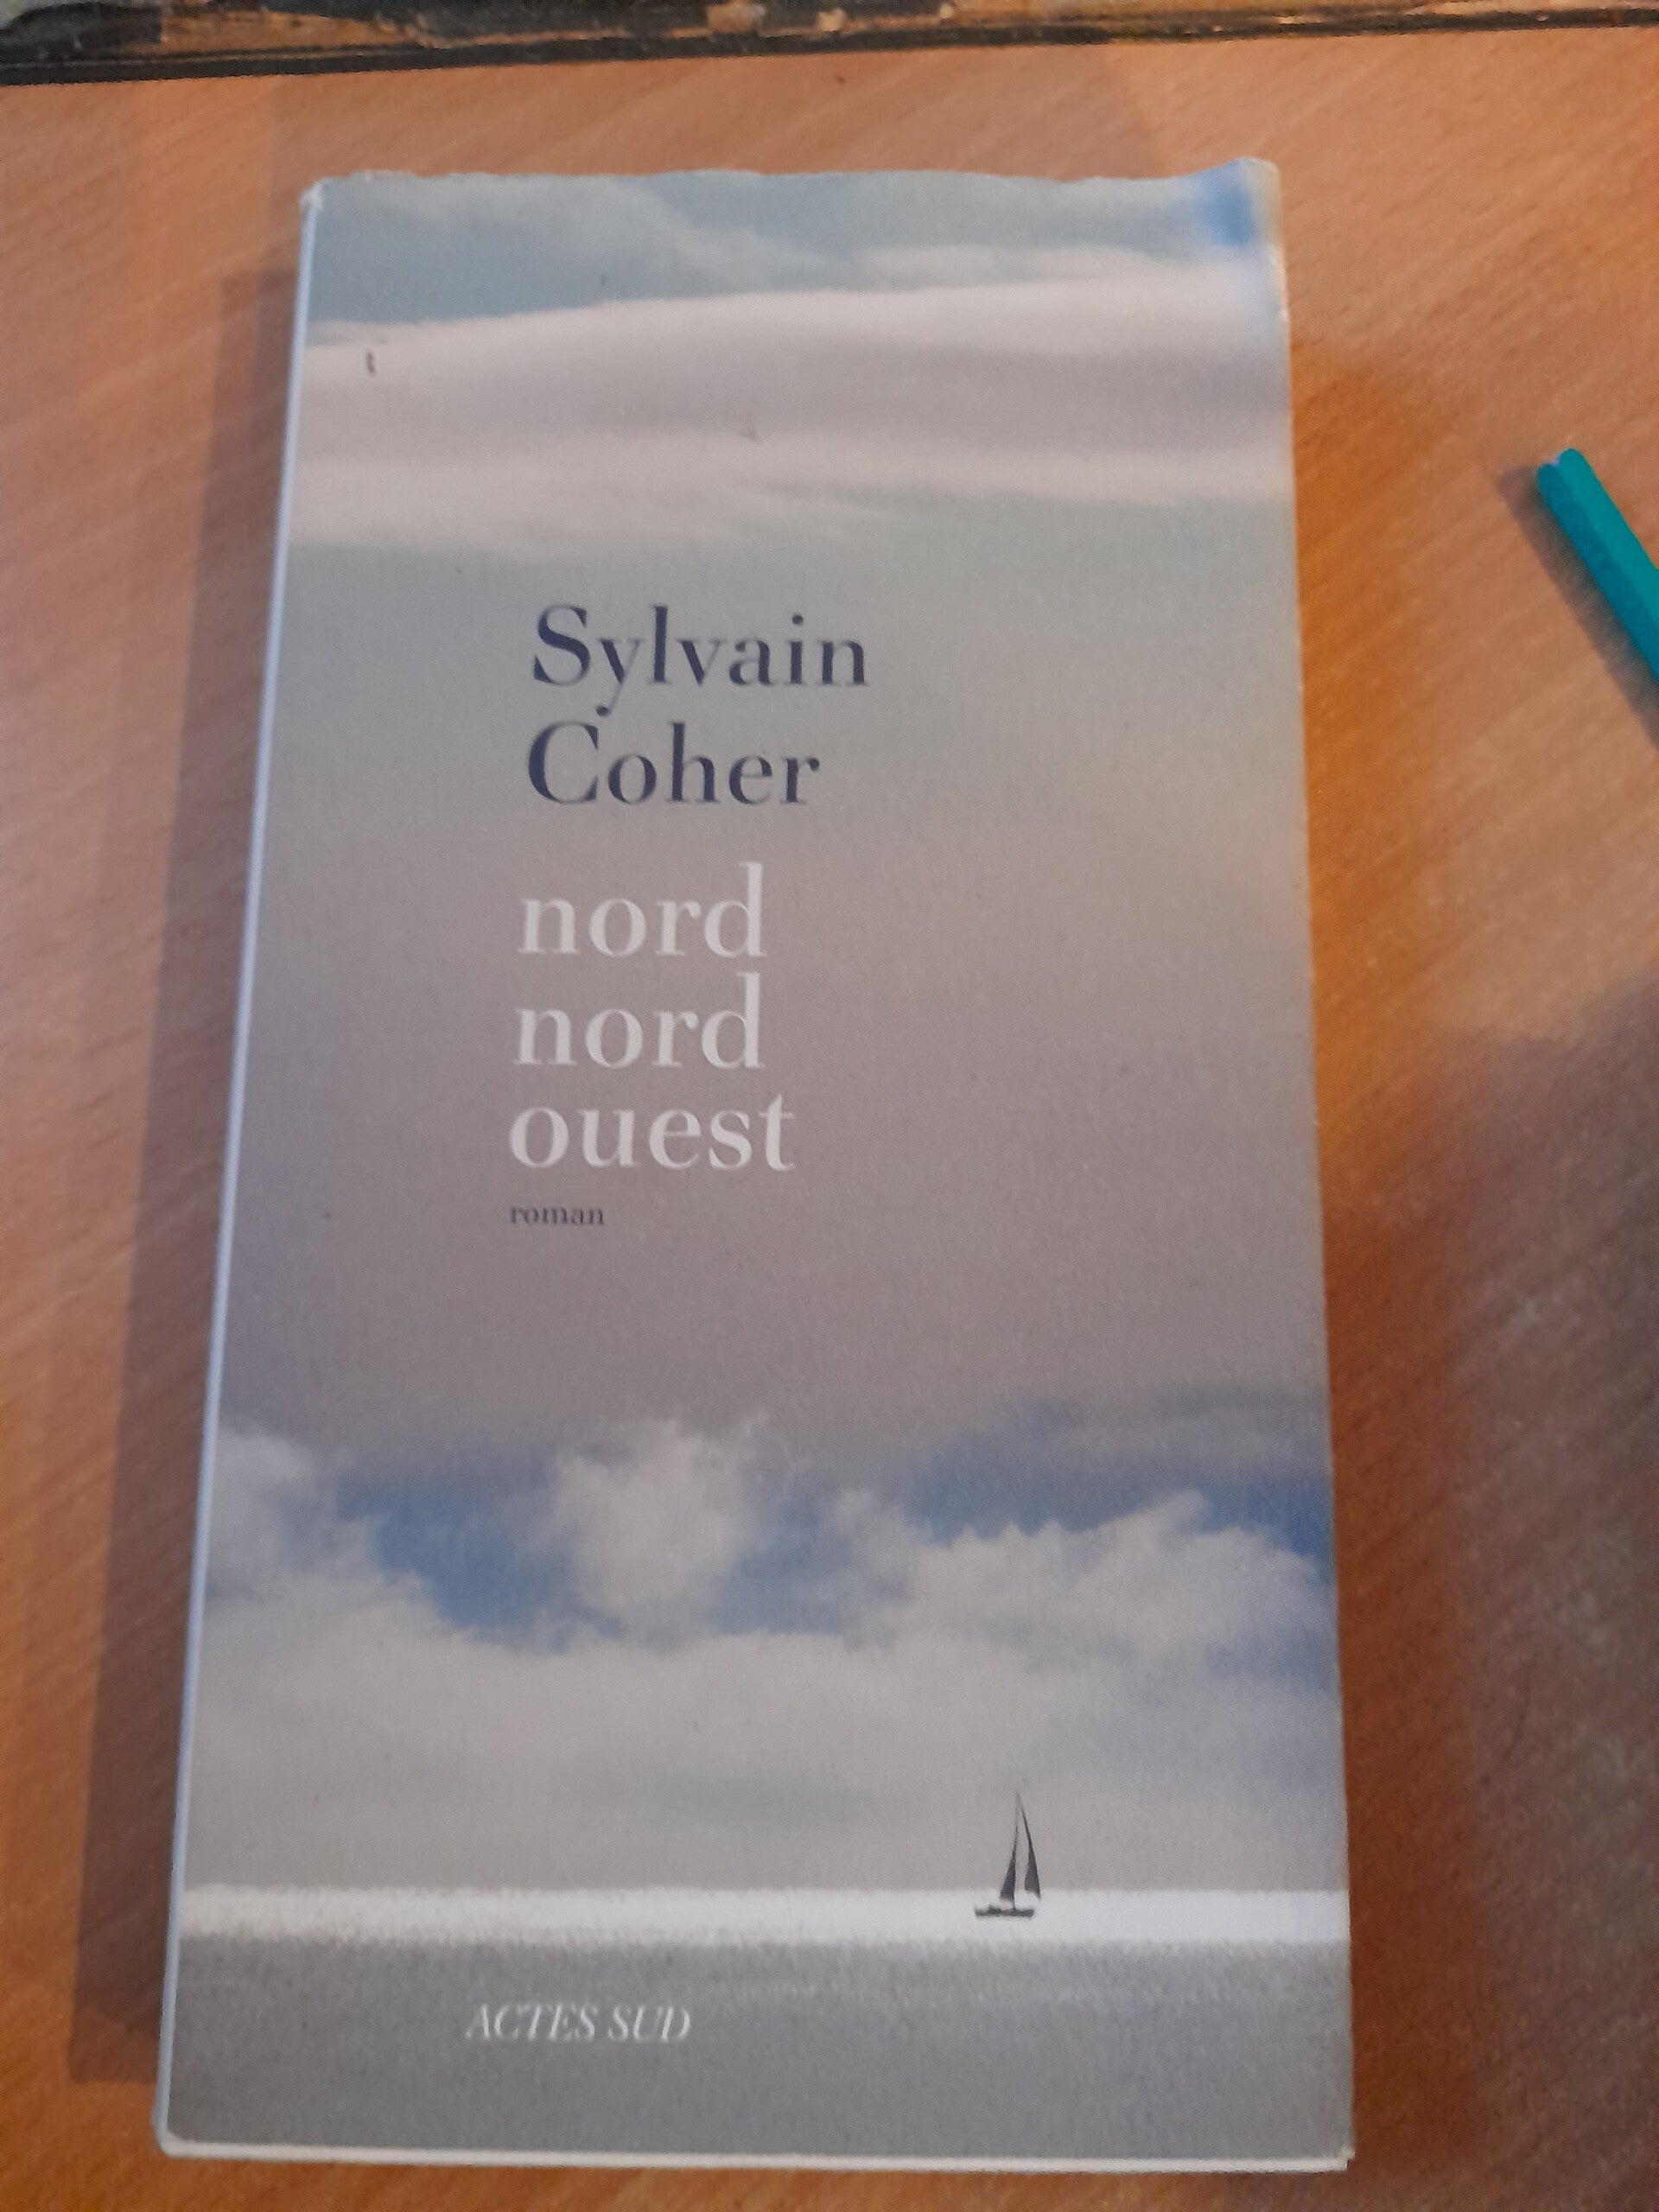 Sylvain
Coher
nord
nord
ouest
roman
ACTES SUD